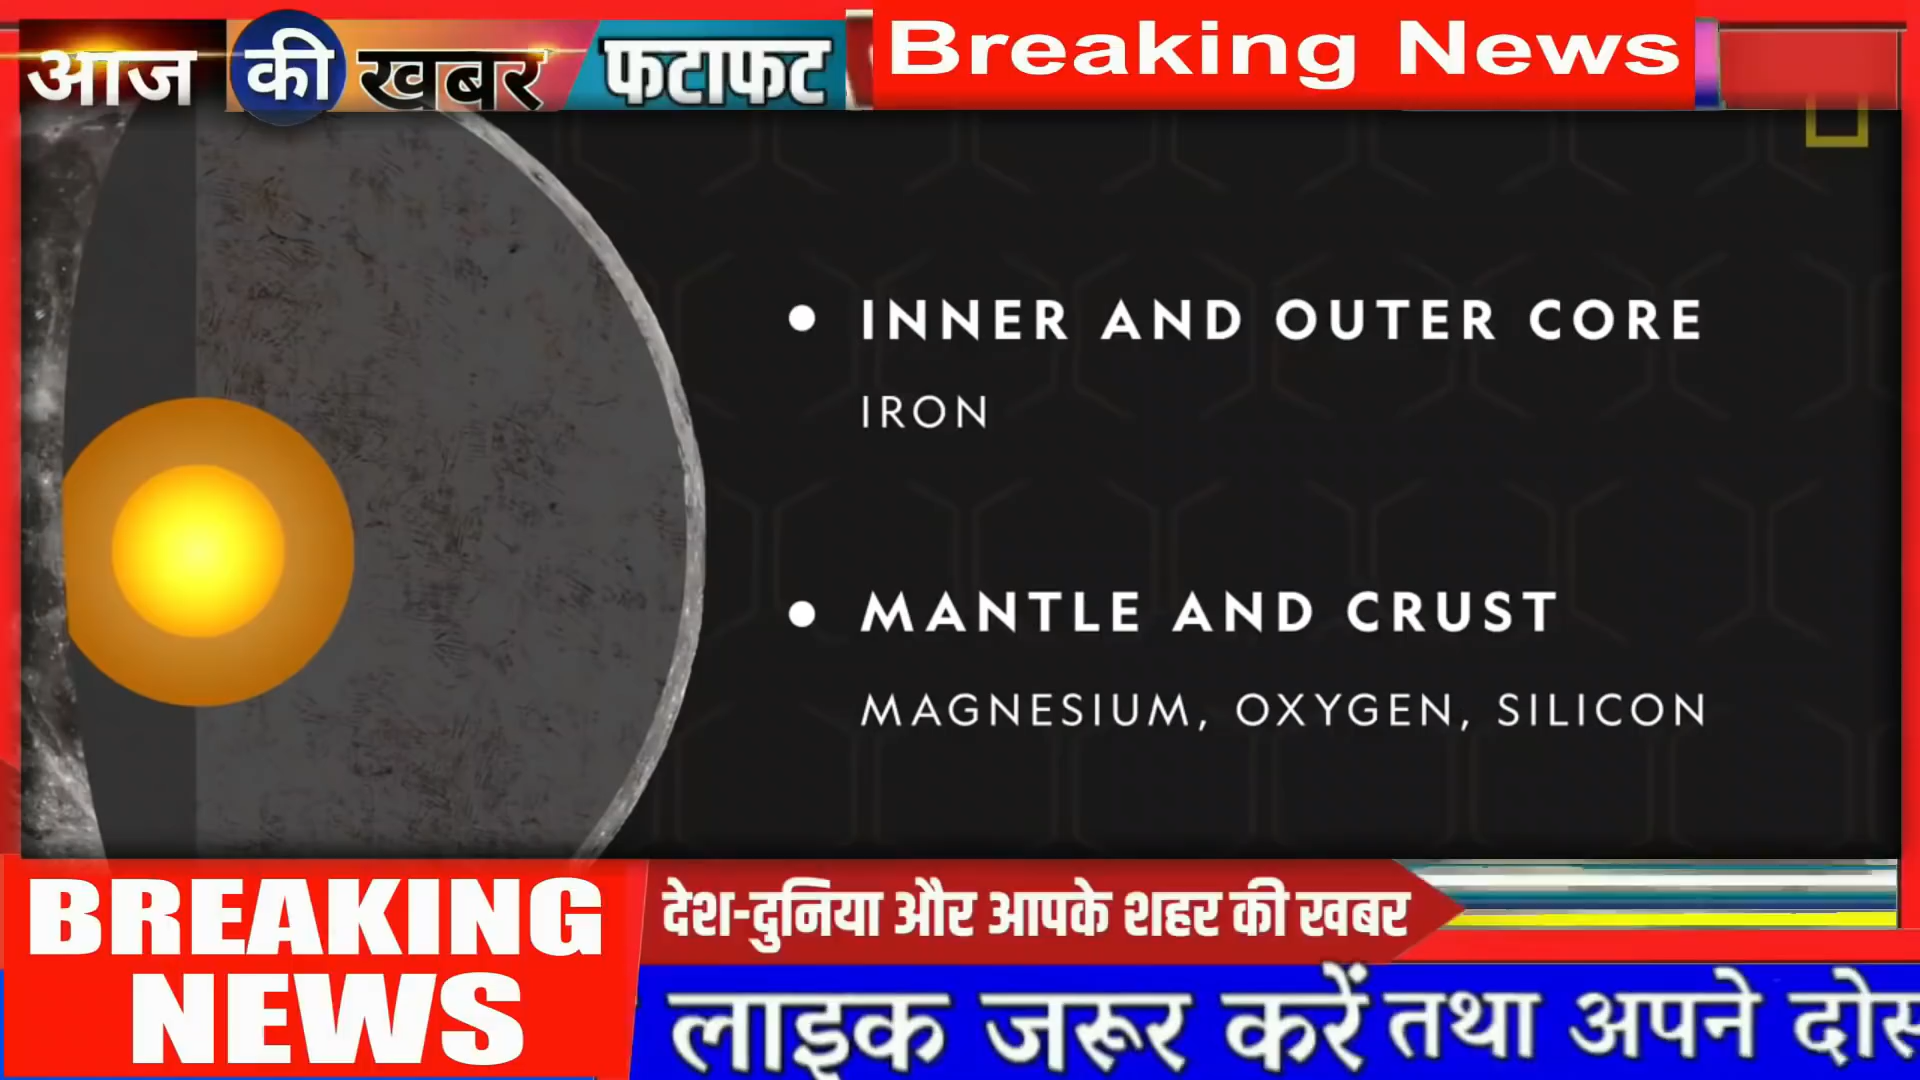 आज की खबर फटाफट Breaking News
INNER AND OUTER CORE
IRON
MANTLE AND CRUST
MAGNESIUM, OXYGEN, SILICON
BREAKING
NEWS
देश-दुनिया और आपके शहर की खबर
लाइक जरूर करें तथा अपने